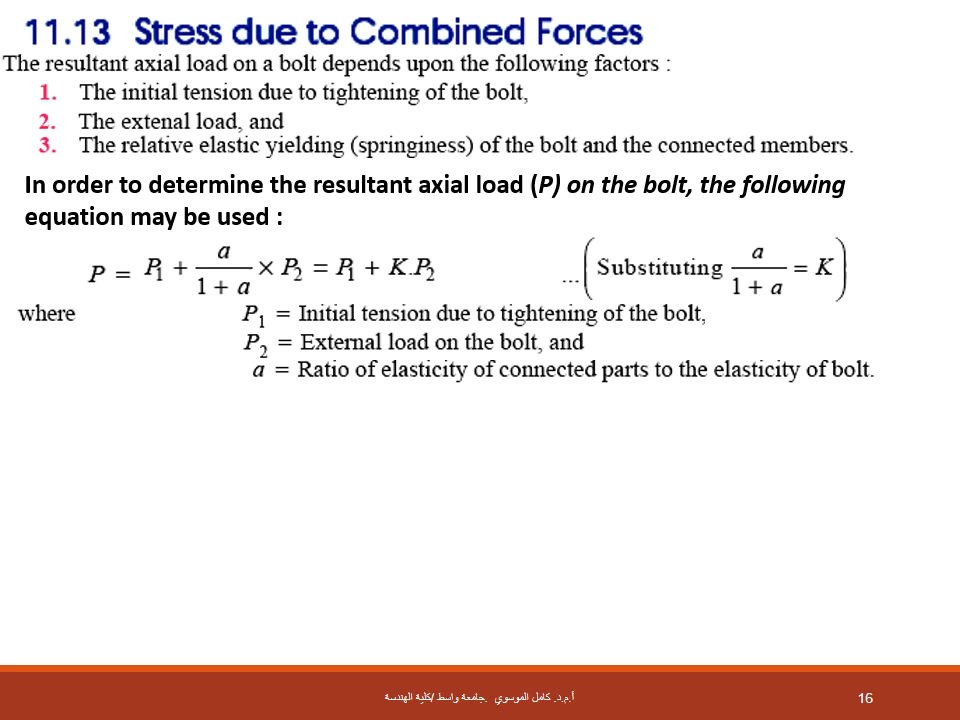 11.13 Stress due to Combined Forces
The resultant axial load on a bolt depends upon the following factors :
1. The initial tension due to tightening of the bolt,
2. The extenal load, and
3. The relative elastic yielding (springiness) of the bolt and the connected members.
In order to determine the resultant axial load (P) on the bolt, the following
equation may be used :
P = P₁ + a/(1 + a) × P₂ = P₁ + K.P₂ ...(Substituting a/(1 + a) = K)
where P₁ = Initial tension due to tightening of the bolt,
P₂ = External load on the bolt, and
a = Ratio of elasticity of connected parts to the elasticity of bolt.
أ.م.د. كامل الموسوي .جامعة واسط/كلية الهندسة 16